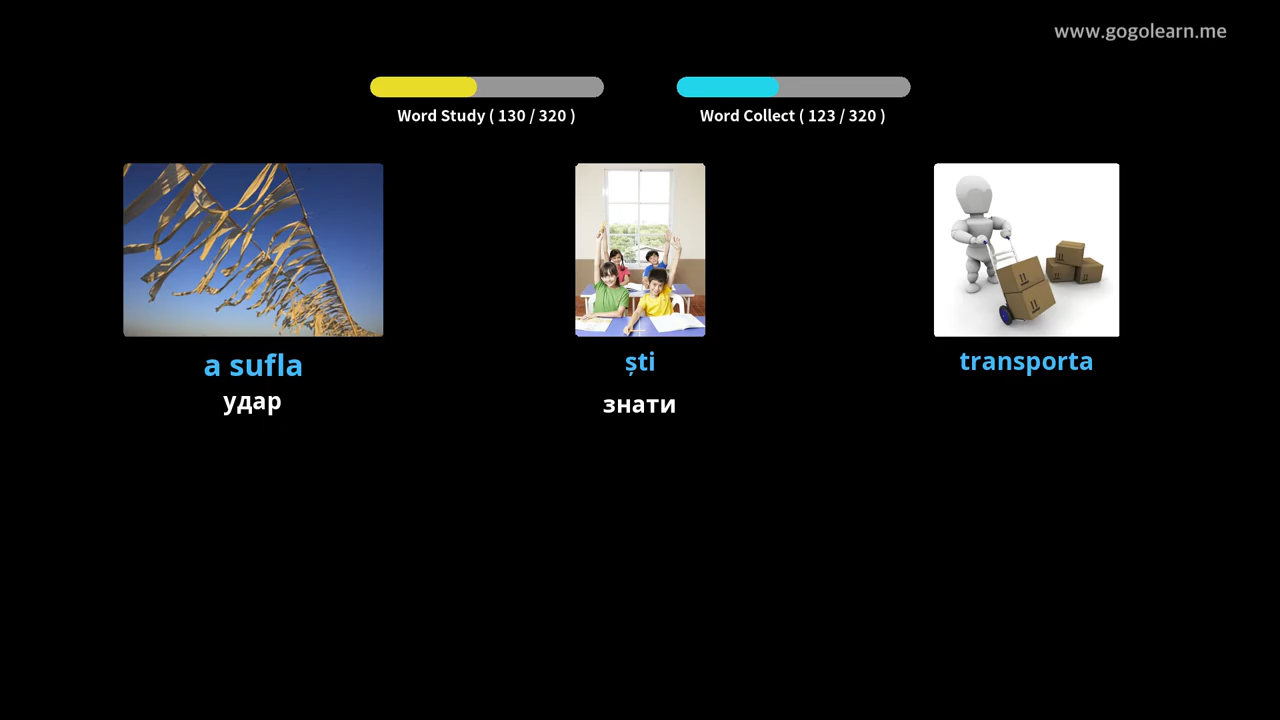 www.gogolearn.me
Word Study ( 130 / 320 )
Word Collect ( 123 / 320 )
a sufla
удар
ști
знати
transporta